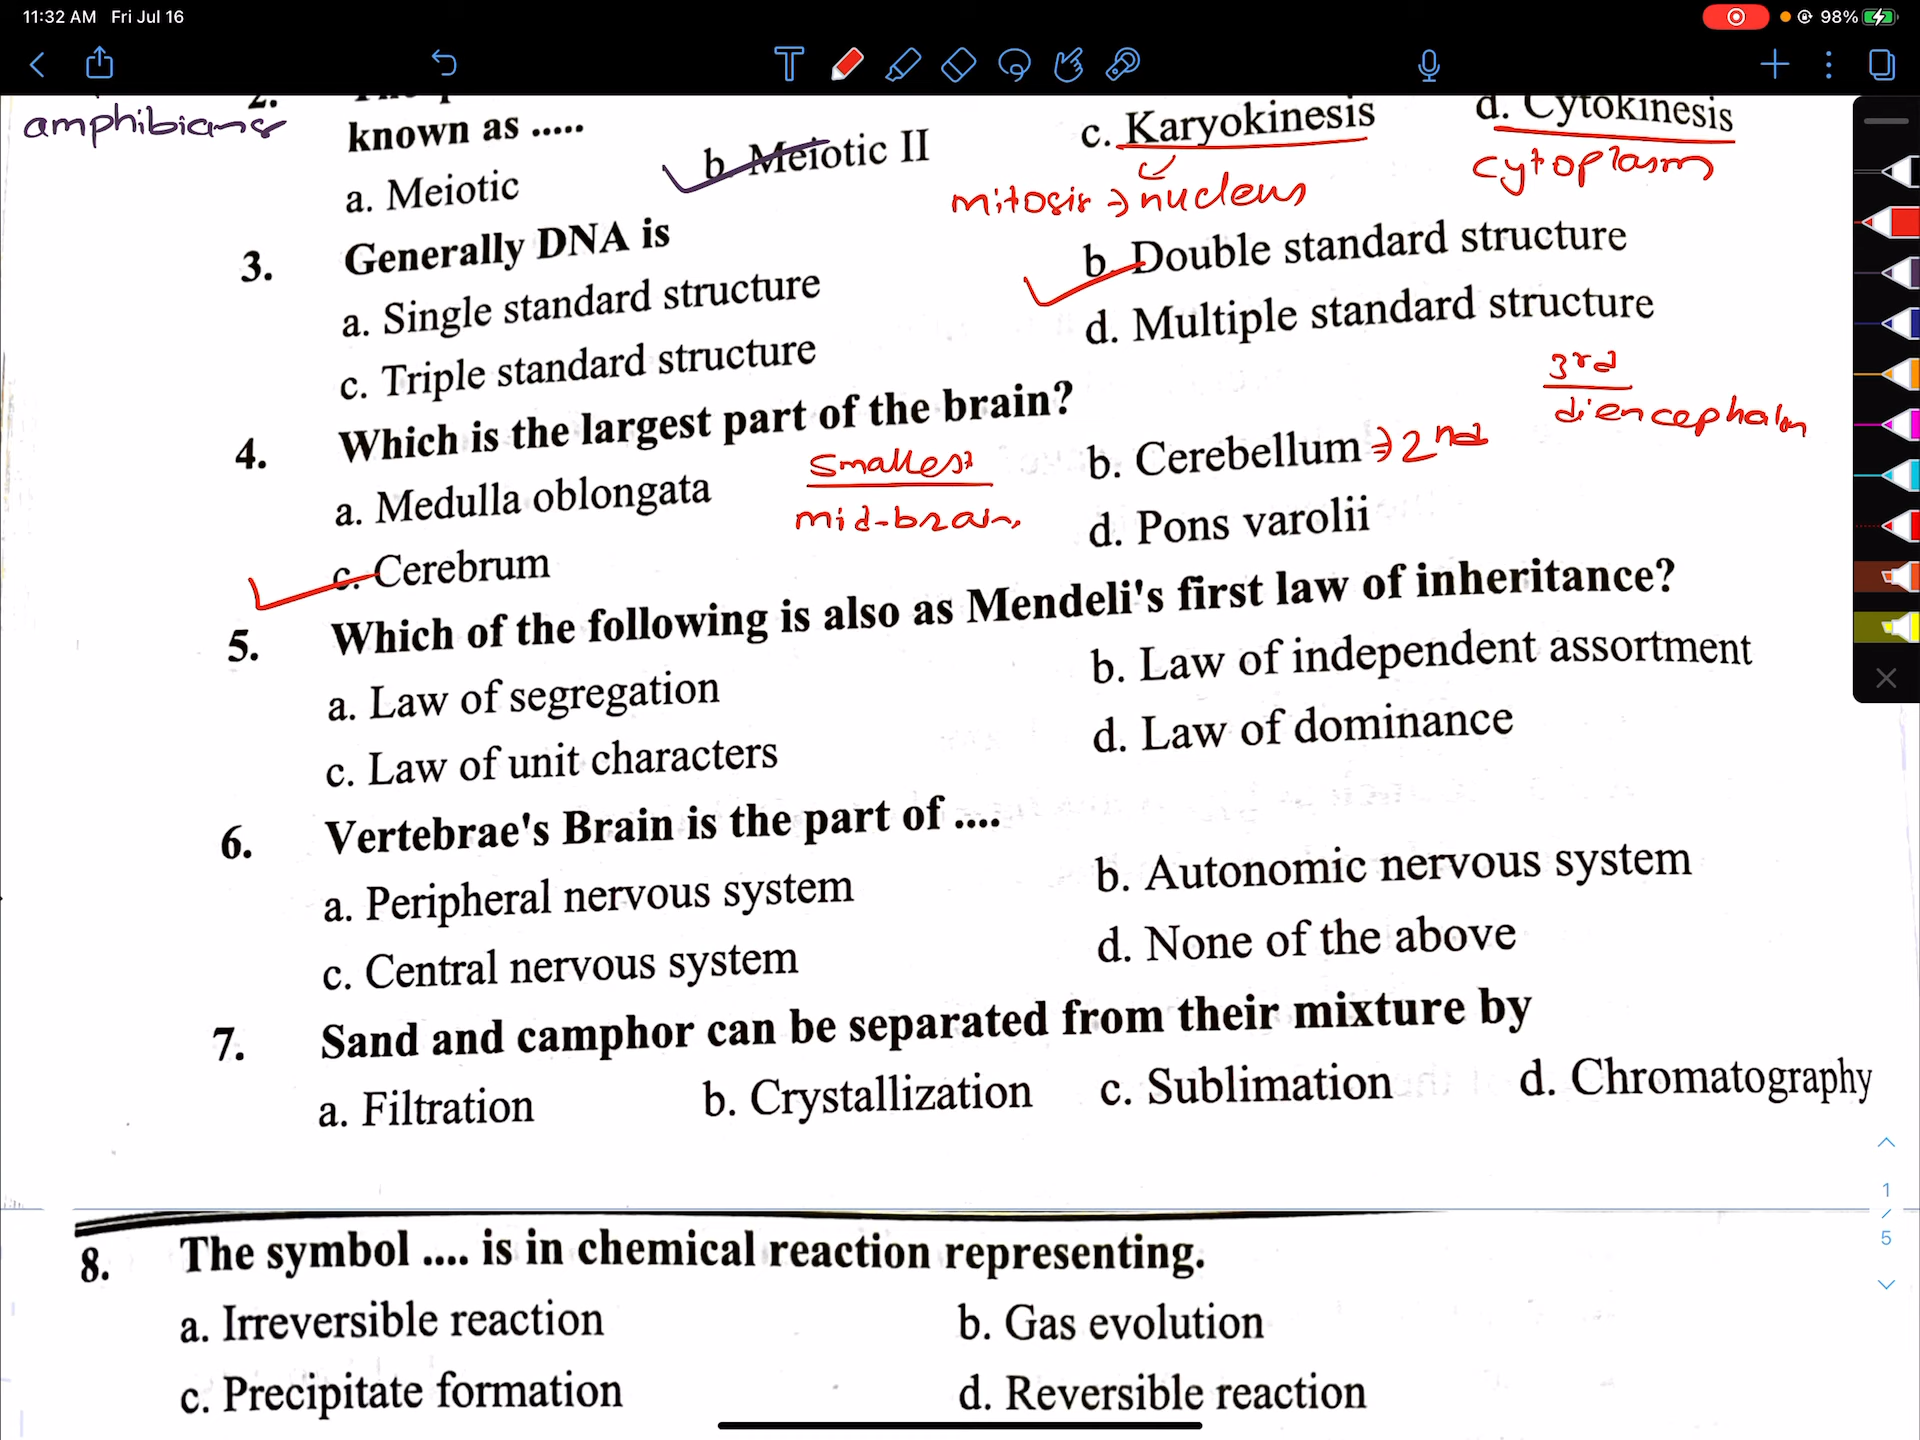 11:32 AM Fri Jul 16
98%
amphibians
2.
known as .....
a. Meiotic
b. Meiotic II
c. Karyokinesis
d. Cytokinesis
mitosis → nucleus
cytoplasm
3. Generally DNA is
a. Single standard structure
b. Double standard structure
c. Triple standard structure
d. Multiple standard structure
4. Which is the largest part of the brain?
3rd
diencephalon
a. Medulla oblongata
smallest
mid-brain
b. Cerebellum → 2nd
c. Cerebrum
d. Pons varolii
5. Which of the following is also as Mendeli's first law of inheritance?
a. Law of segregation
b. Law of independent assortment
c. Law of unit characters
d. Law of dominance
6. Vertebrae's Brain is the part of ....
a. Peripheral nervous system
b. Autonomic nervous system
c. Central nervous system
d. None of the above
7. Sand and camphor can be separated from their mixture by
a. Filtration
b. Crystallization
c. Sublimation
d. Chromatography
1
/
5
8. The symbol .... is in chemical reaction representing.
a. Irreversible reaction
b. Gas evolution
c. Precipitate formation
d. Reversible reaction